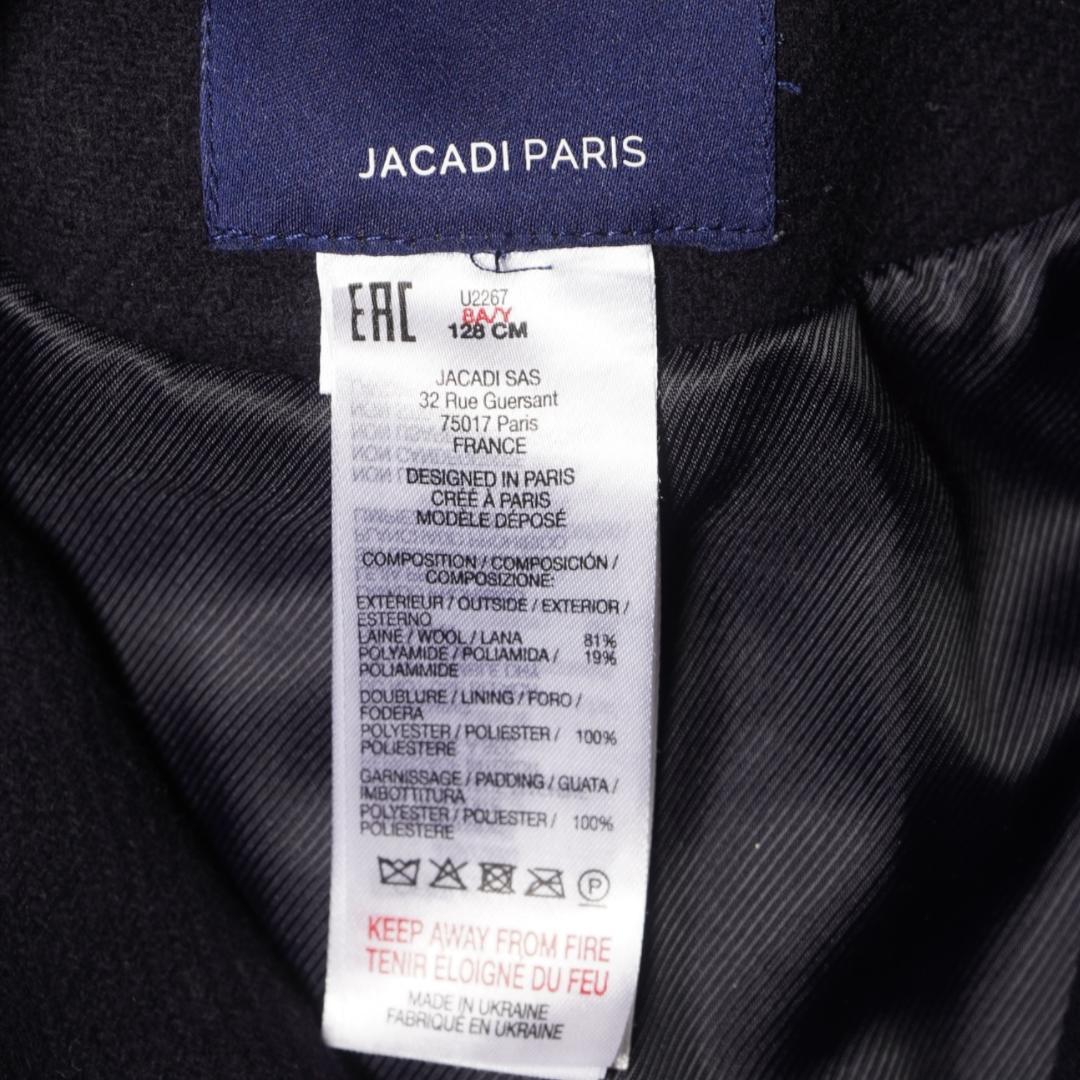 JACADI PARIS
EAC
U2267
8A/Y
128 CM
JACADI SAS
32 Rue Guersant
75017 Paris
FRANCE
DESIGNED IN PARIS
CRÉÉ À PARIS
MODÈLE DÉPOSÉ
COMPOSITION / COMPOSICIÓN /
COMPOSIZIONE:
EXTÉRIEUR / OUTSIDE / EXTERIOR /
ESTERNO
LAINE / WOOL / LANA 81%
POLYAMIDE / POLIAMIDA / 19%
POLIAMMIDE
DOUBLURE / LINING / FORO /
FODERA
POLYESTER / POLIESTER / 100%
POLIESTERE
GARNISSAGE / PADDING / GUATA /
IMBOTTITURA
POLYESTER / POLIESTER / 100%
POLIESTERE
P
KEEP AWAY FROM FIRE
TENIR ÉLOIGNÉ DU FEU
MADE IN UKRAINE
FABRIQUÉ EN UKRAINE